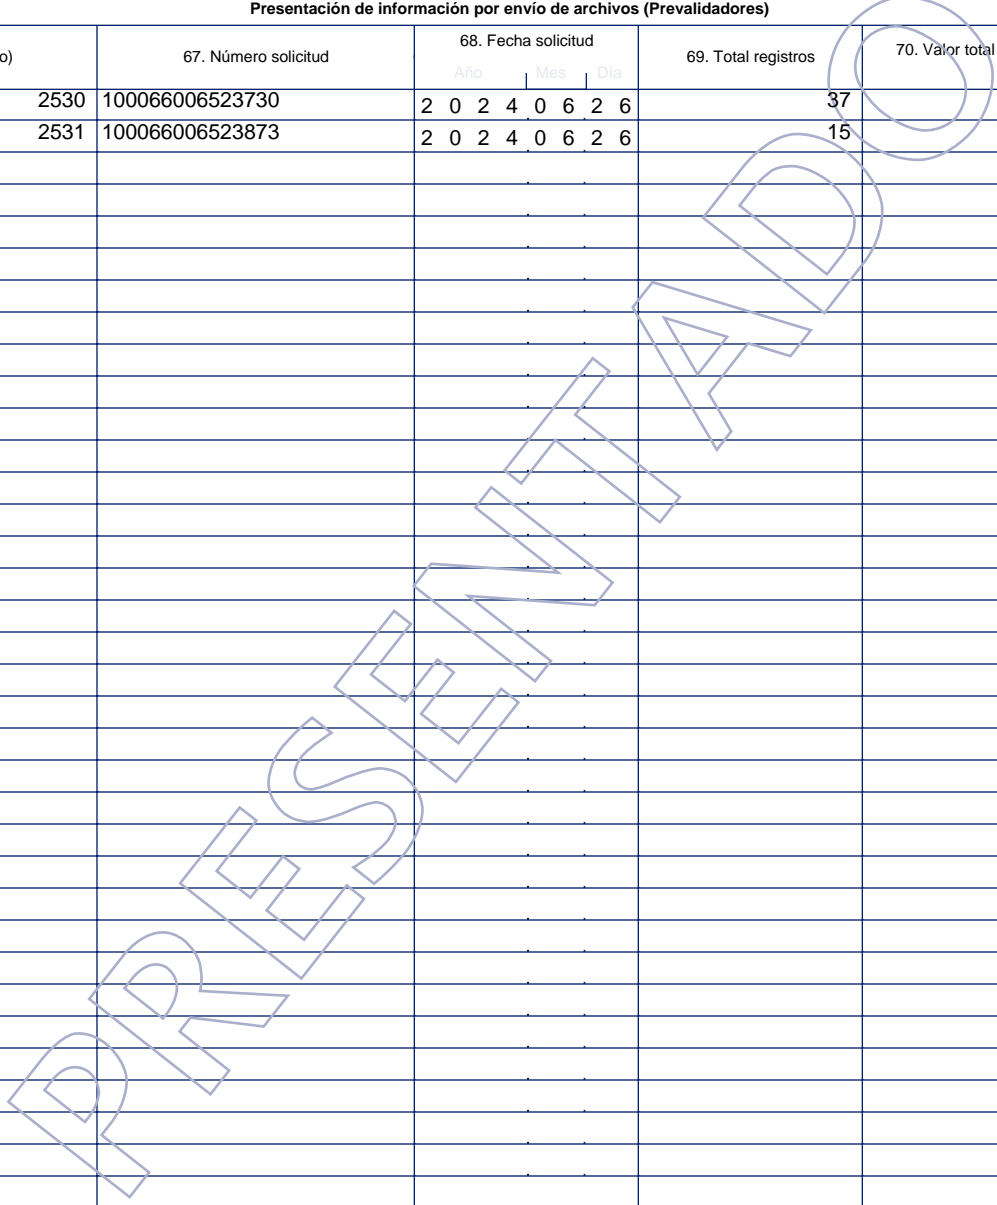 Presentación de información por envío de archivos (Prevalidadores)
o) 67. Número solicitud 68. Fecha solicitud 69. Total registros 70. Valor total
Año Mes Día
2530 100066006523730 2 0 2 4 0 6 2 6 37
2531 100066006523873 2 0 2 4 0 6 2 6 15
PRESENTADO